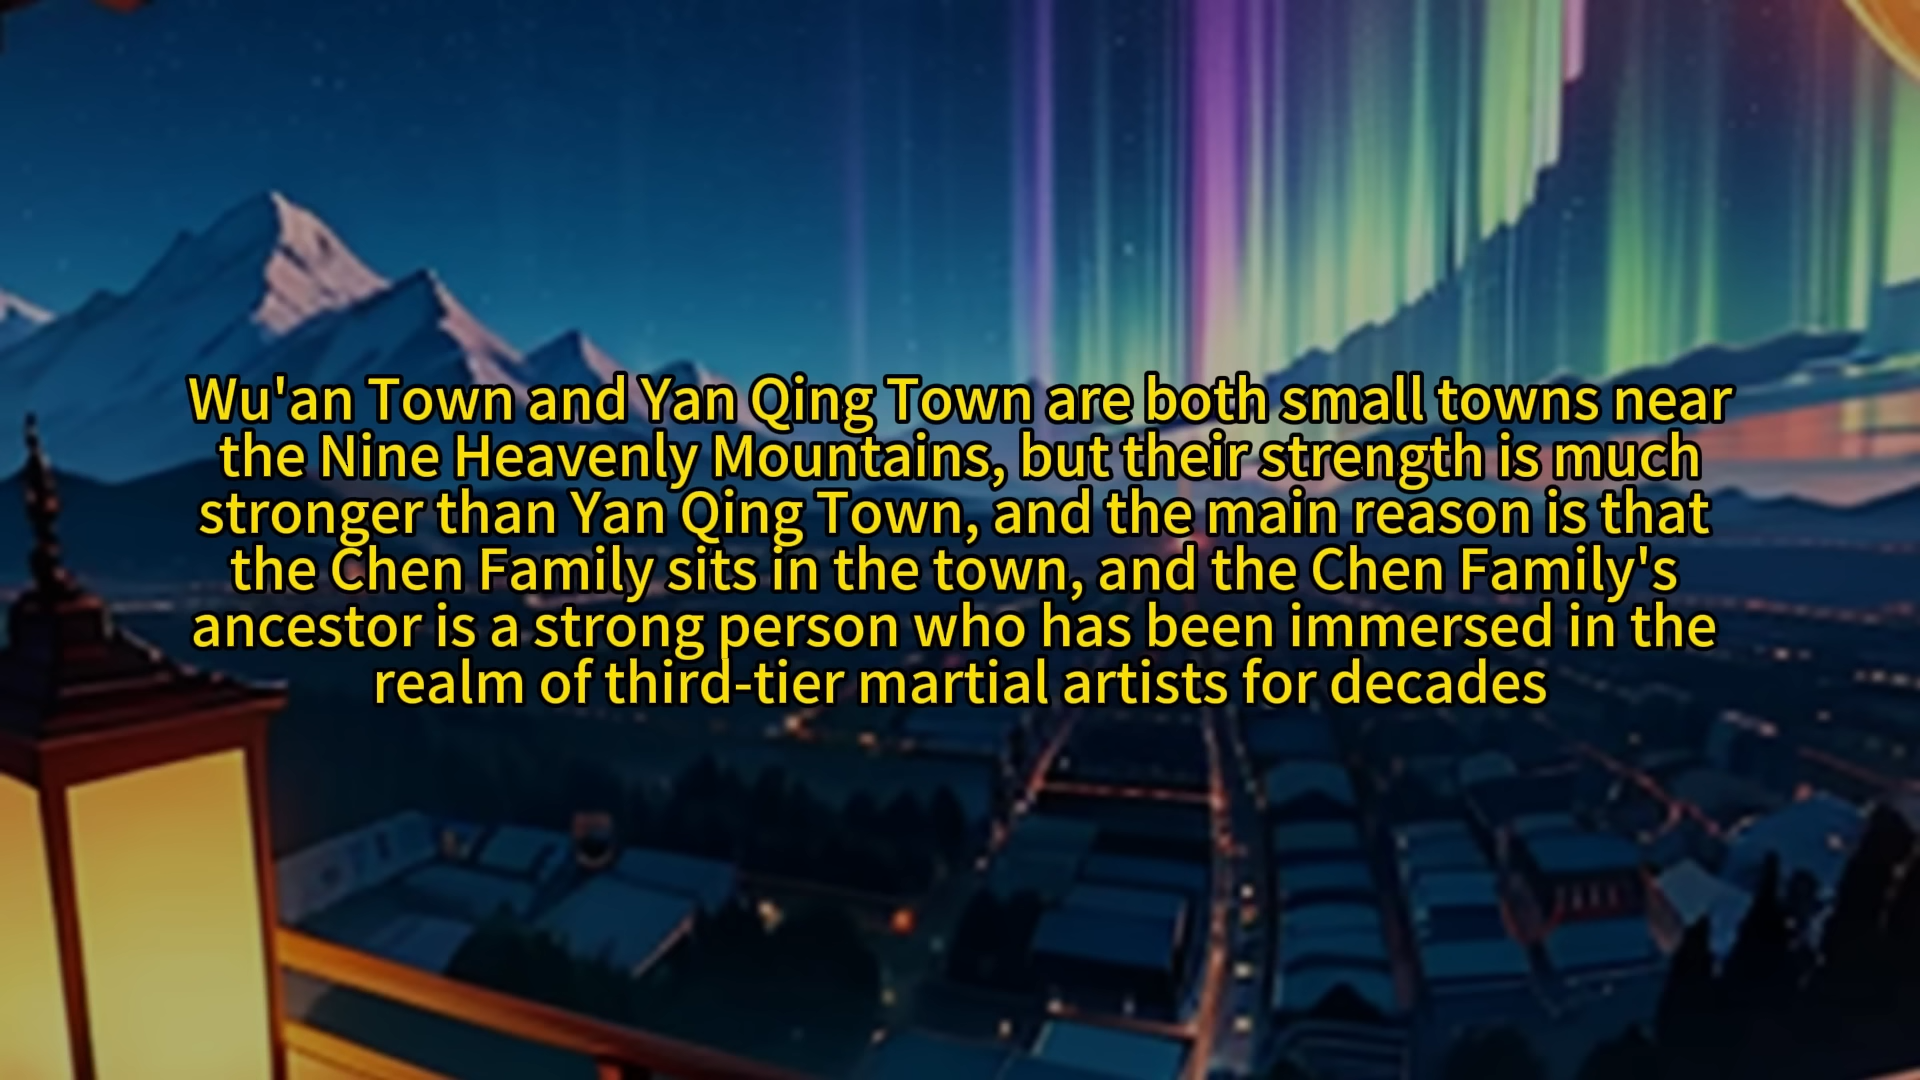 Wu'an Town and Yan Qing Town are both small towns near
the Nine Heavenly Mountains, but their strength is much
stronger than Yan Qing Town, and the main reason is that
the Chen Family sits in the town, and the Chen Family's
ancestor is a strong person who has been immersed in the
realm of third-tier martial artists for decades